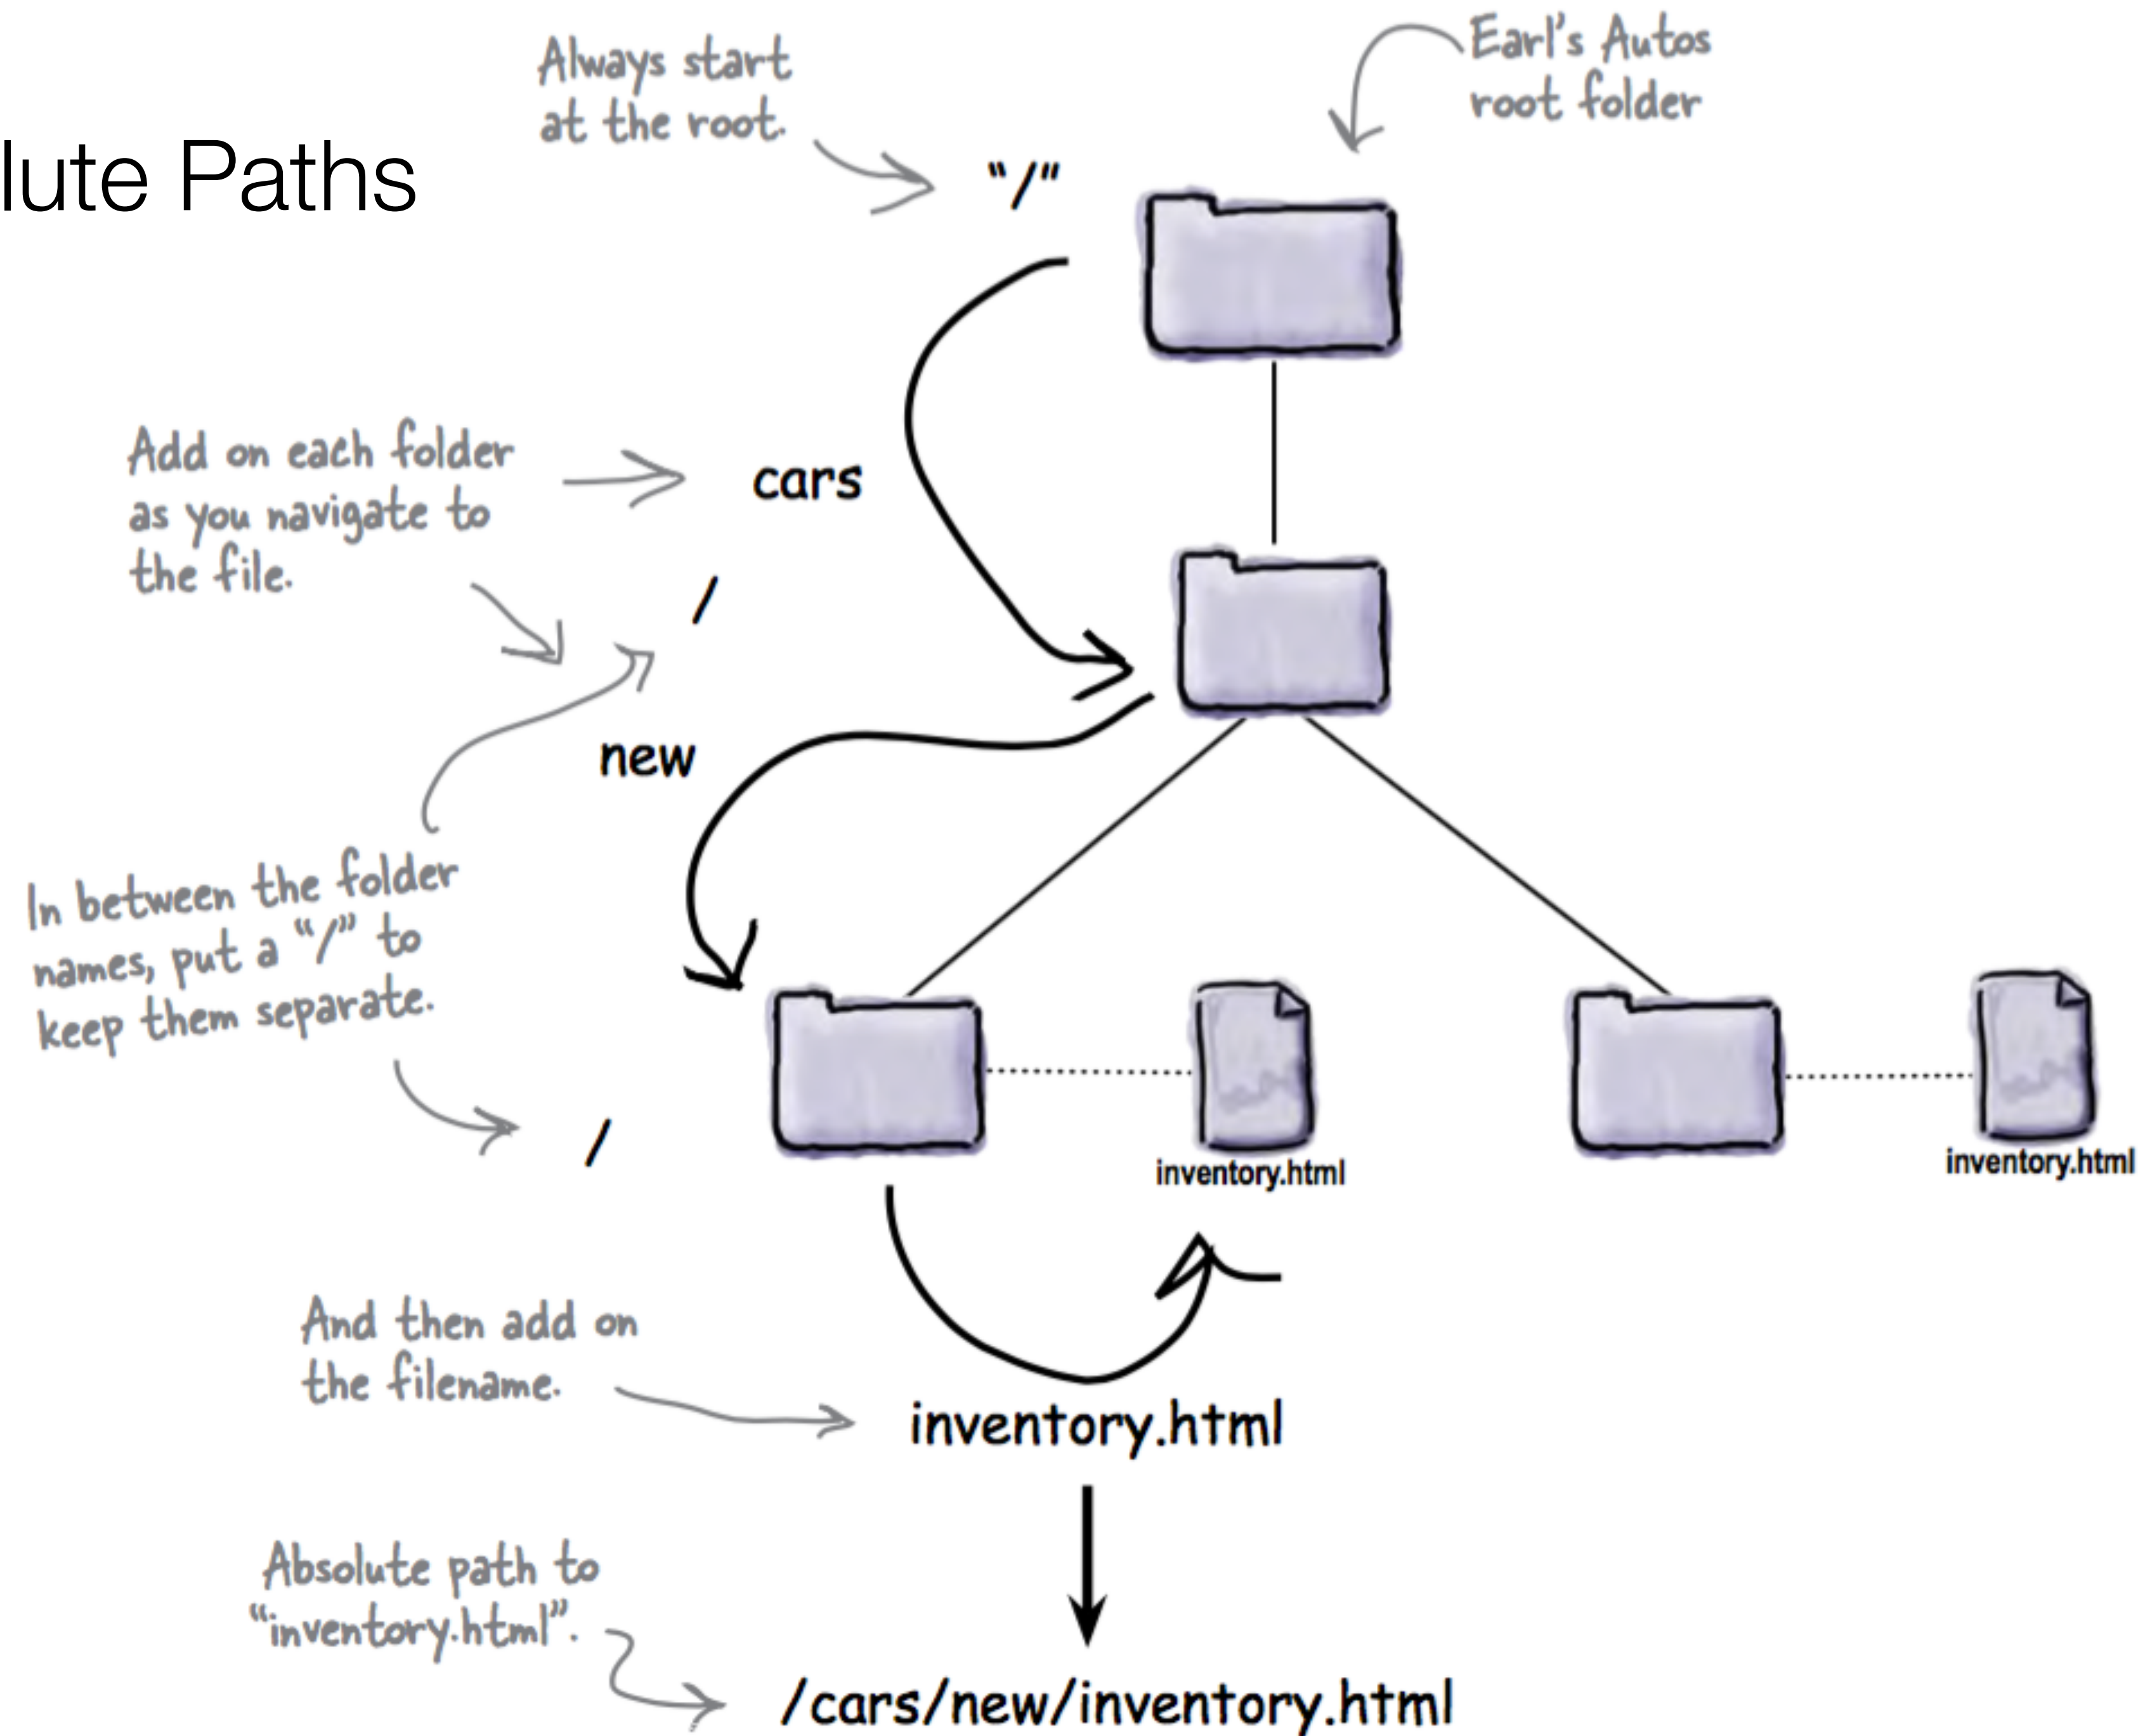 lute Paths
Always start
at the root.
Earl's Autos
root folder
“/”
Add on each folder
as you navigate to
the file.
cars
/
new
In between the folder
names, put a “/” to
keep them separate.
/
inventory.html
inventory.html
And then add on
the filename.
inventory.html
Absolute path to
“inventory.html”.
/cars/new/inventory.html